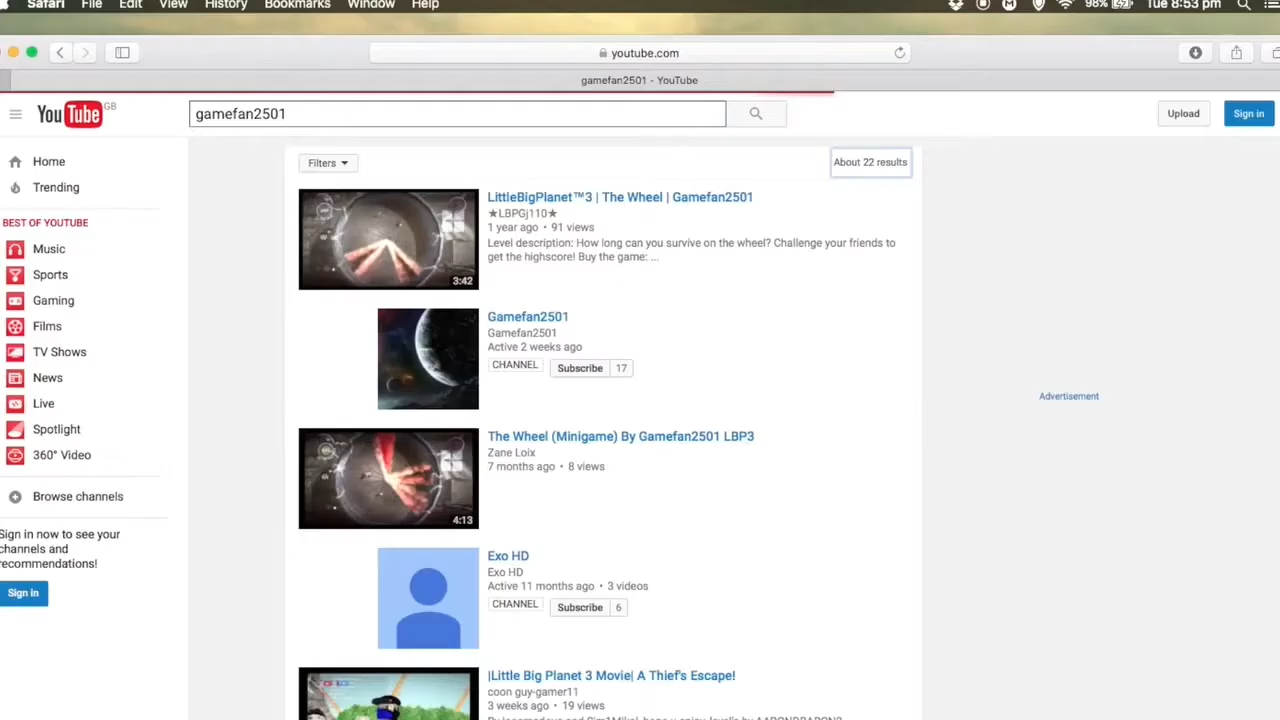 Safari File Edit View History Bookmarks Window Help 98% Tue 8:53 pm
youtube.com
gamefan2501 - YouTube
YouTube GB gamefan2501 Upload Sign in
Filters About 22 results
Home
Trending
BEST OF YOUTUBE
Music
Sports
Gaming
Films
TV Shows
News
Live
Spotlight
360° Video
Browse channels
Sign in now to see your
channels and
recommendations!
Sign in
LittleBigPlanet™3 | The Wheel | Gamefan2501
★LBPGj110★
1 year ago • 91 views
Level description: How long can you survive on the wheel? Challenge your friends to
get the highscore! Buy the game: ...
3:42
Gamefan2501
Gamefan2501
Active 2 weeks ago
CHANNEL Subscribe 17
The Wheel (Minigame) By Gamefan2501 LBP3
Zane Loix
7 months ago • 8 views
4:13
Exo HD
Exo HD
Active 11 months ago • 3 videos
CHANNEL Subscribe 6
|Little Big Planet 3 Movie| A Thief's Escape!
coon guy-gamer11
3 weeks ago • 19 views
Advertisement